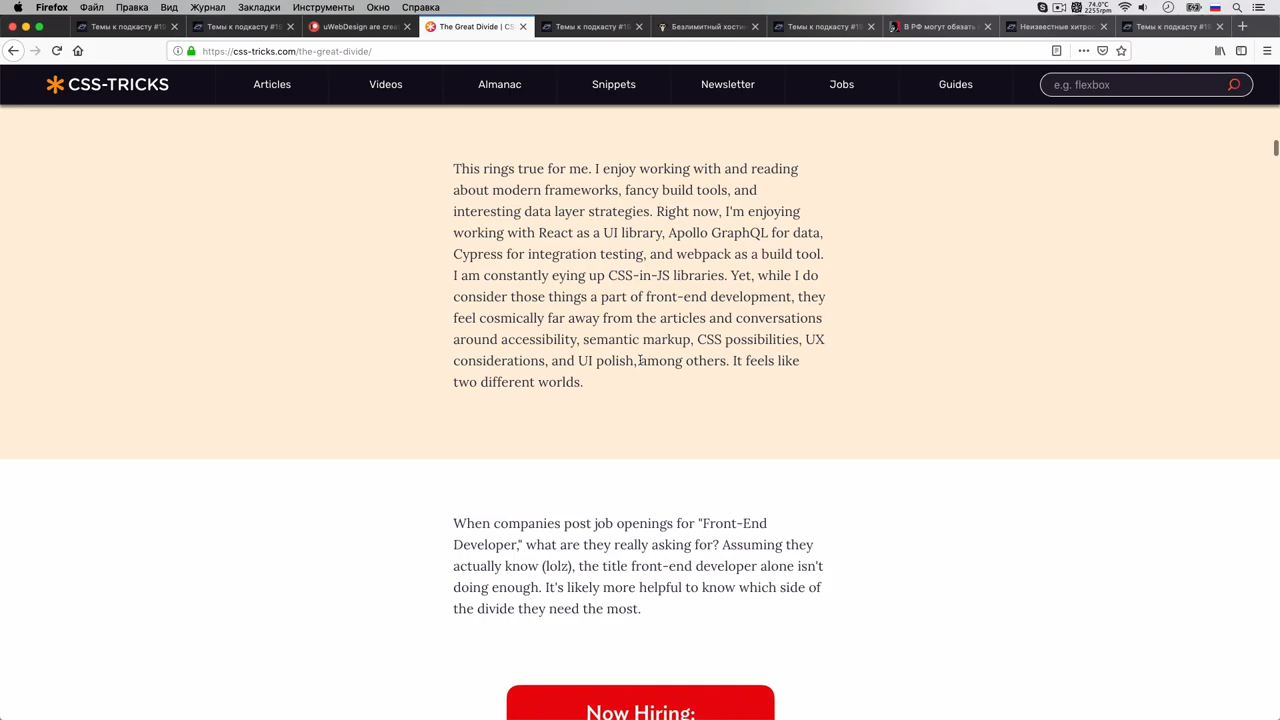 Firefox Файл Правка Вид Журнал Закладки Инструменты Окно Справка
74.0°C
2255rpm
Темы к подкасту #19
Темы к подкасту #19
uWebDesign are crea
The Great Divide | CS
Темы к подкасту #19
Безлимитный хостин
Темы к подкасту #19
В РФ могут обязать
Неизвестные хитрос
Темы к подкасту #19
https://css-tricks.com/the-great-divide/
CSS-TRICKS Articles Videos Almanac Snippets Newsletter Jobs Guides e.g. flexbox
This rings true for me. I enjoy working with and reading
about modern frameworks, fancy build tools, and
interesting data layer strategies. Right now, I'm enjoying
working with React as a UI library, Apollo GraphQL for data,
Cypress for integration testing, and webpack as a build tool.
I am constantly eying up CSS-in-JS libraries. Yet, while I do
consider those things a part of front-end development, they
feel cosmically far away from the articles and conversations
around accessibility, semantic markup, CSS possibilities, UX
considerations, and UI polish, among others. It feels like
two different worlds.
When companies post job openings for "Front-End
Developer," what are they really asking for? Assuming they
actually know (lolz), the title front-end developer alone isn't
doing enough. It's likely more helpful to know which side of
the divide they need the most.
Now Hiring: